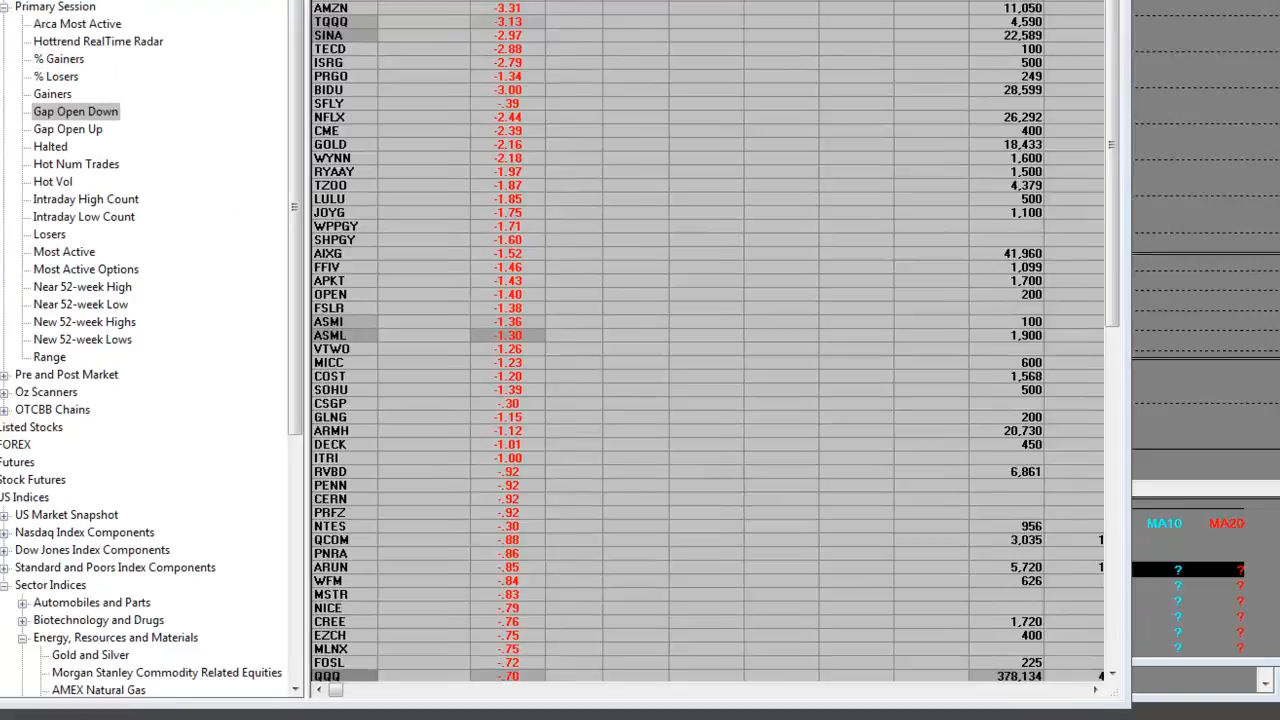 Primary Session
Arca Most Active
Hottrend RealTime Radar
% Gainers
% Losers
Gainers
Gap Open Down
Gap Open Up
Halted
Hot Num Trades
Hot Vol
Intraday High Count
Intraday Low Count
Losers
Most Active
Most Active Options
Near 52-week High
Near 52-week Low
New 52-week Highs
New 52-week Lows
Range
Pre and Post Market
Oz Scanners
OTCBB Chains
Listed Stocks
FOREX
Futures
Stock Futures
US Indices
US Market Snapshot
Nasdaq Index Components
Dow Jones Index Components
Standard and Poors Index Components
Sector Indices
Automobiles and Parts
Biotechnology and Drugs
Energy, Resources and Materials
Gold and Silver
Morgan Stanley Commodity Related Equities
AMEX Natural Gas
AMZN -3.31 11,050
TQQQ -3.13 4,590
SINA -2.97 22,589
TECD -2.88 100
ISRG -2.79 500
PRGO -1.34 249
BIDU -3.00 28,599
SFLY -.39
NFLX -2.44 26,292
CME -2.39 400
GOLD -2.16 18,433
WYNN -2.18 1,600
RYAAY -1.97 1,500
TZOO -1.87 4,379
LULU -1.85 500
JOYG -1.75 1,100
WPPGY -1.71
SHPGY -1.60
AIXG -1.52 41,960
FFIV -1.46 1,099
APKT -1.43 1,700
OPEN -1.40 200
FSLR -1.38
ASMI -1.36 100
ASML -1.30 1,900
VTWO -1.26
MICC -1.23 600
COST -1.20 1,568
SOHU -1.39 500
CSGP -.30
GLNG -1.15 200
ARMH -1.12 20,730
DECK -1.01 450
ITRI -1.00
RVBD -.92 6,861
PENN -.92
CERN -.92
PRFZ -.92
NTES -.30 956
QCOM -.88 3,035 1
PNRA -.86
ARUN -.85 5,720 1
WFM -.84 626
MSTR -.83
NICE -.79
CREE -.76 1,720
EZCH -.75 400
MLNX -.75
FOSL -.72 225
QQQ -.70 378,134 4
MA10 MA20
? ?
? ?
? ?
? ?
? ?
? ?